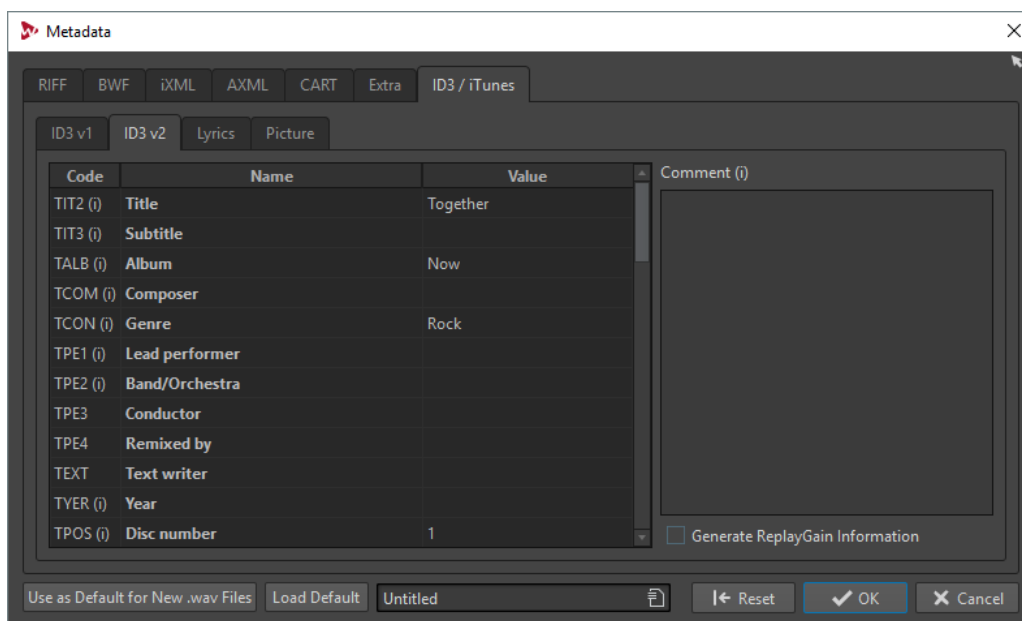 Metadata
RIFF BWF iXML AXML CART Extra ID3 / iTunes
ID3 v1 ID3 v2 Lyrics Picture
Code Name Value Comment (i)
TIT2 (i) Title Together
TIT3 (i) Subtitle
TALB (i) Album Now
TCOM (i) Composer
TCON (i) Genre Rock
TPE1 (i) Lead performer
TPE2 (i) Band/Orchestra
TPE3 Conductor
TPE4 Remixed by
TEXT Text writer
TYER (i) Year
TPOS (i) Disc number 1 Generate ReplayGain Information
Use as Default for New .wav Files Load Default Untitled Reset OK Cancel